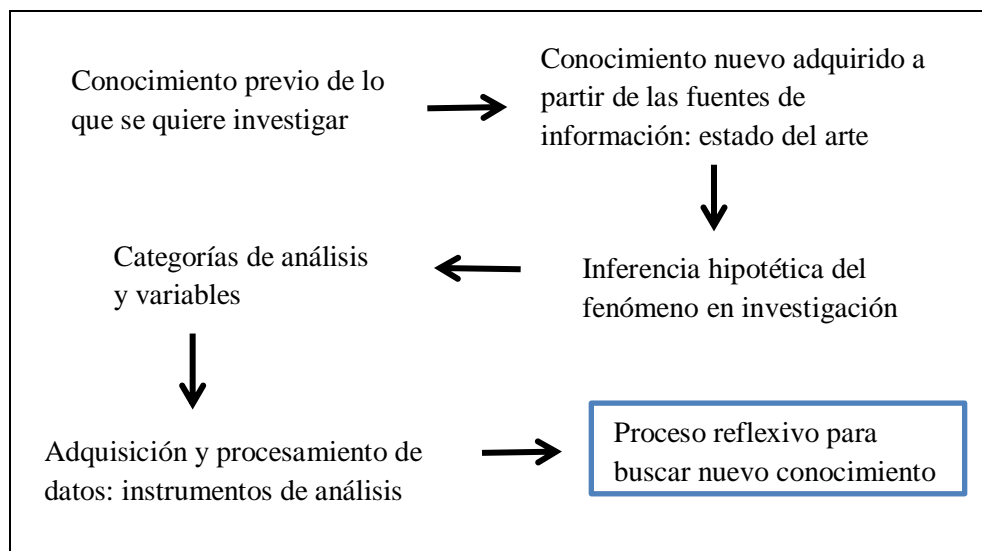 Conocimiento previo de lo
que se quiere investigar
Conocimiento nuevo adquirido a
partir de las fuentes de
información: estado del arte
Inferencia hipotética del
fenómeno en investigación
Categorías de análisis
y variables
Adquisición y procesamiento de
datos: instrumentos de análisis
Proceso reflexivo para
buscar nuevo conocimiento